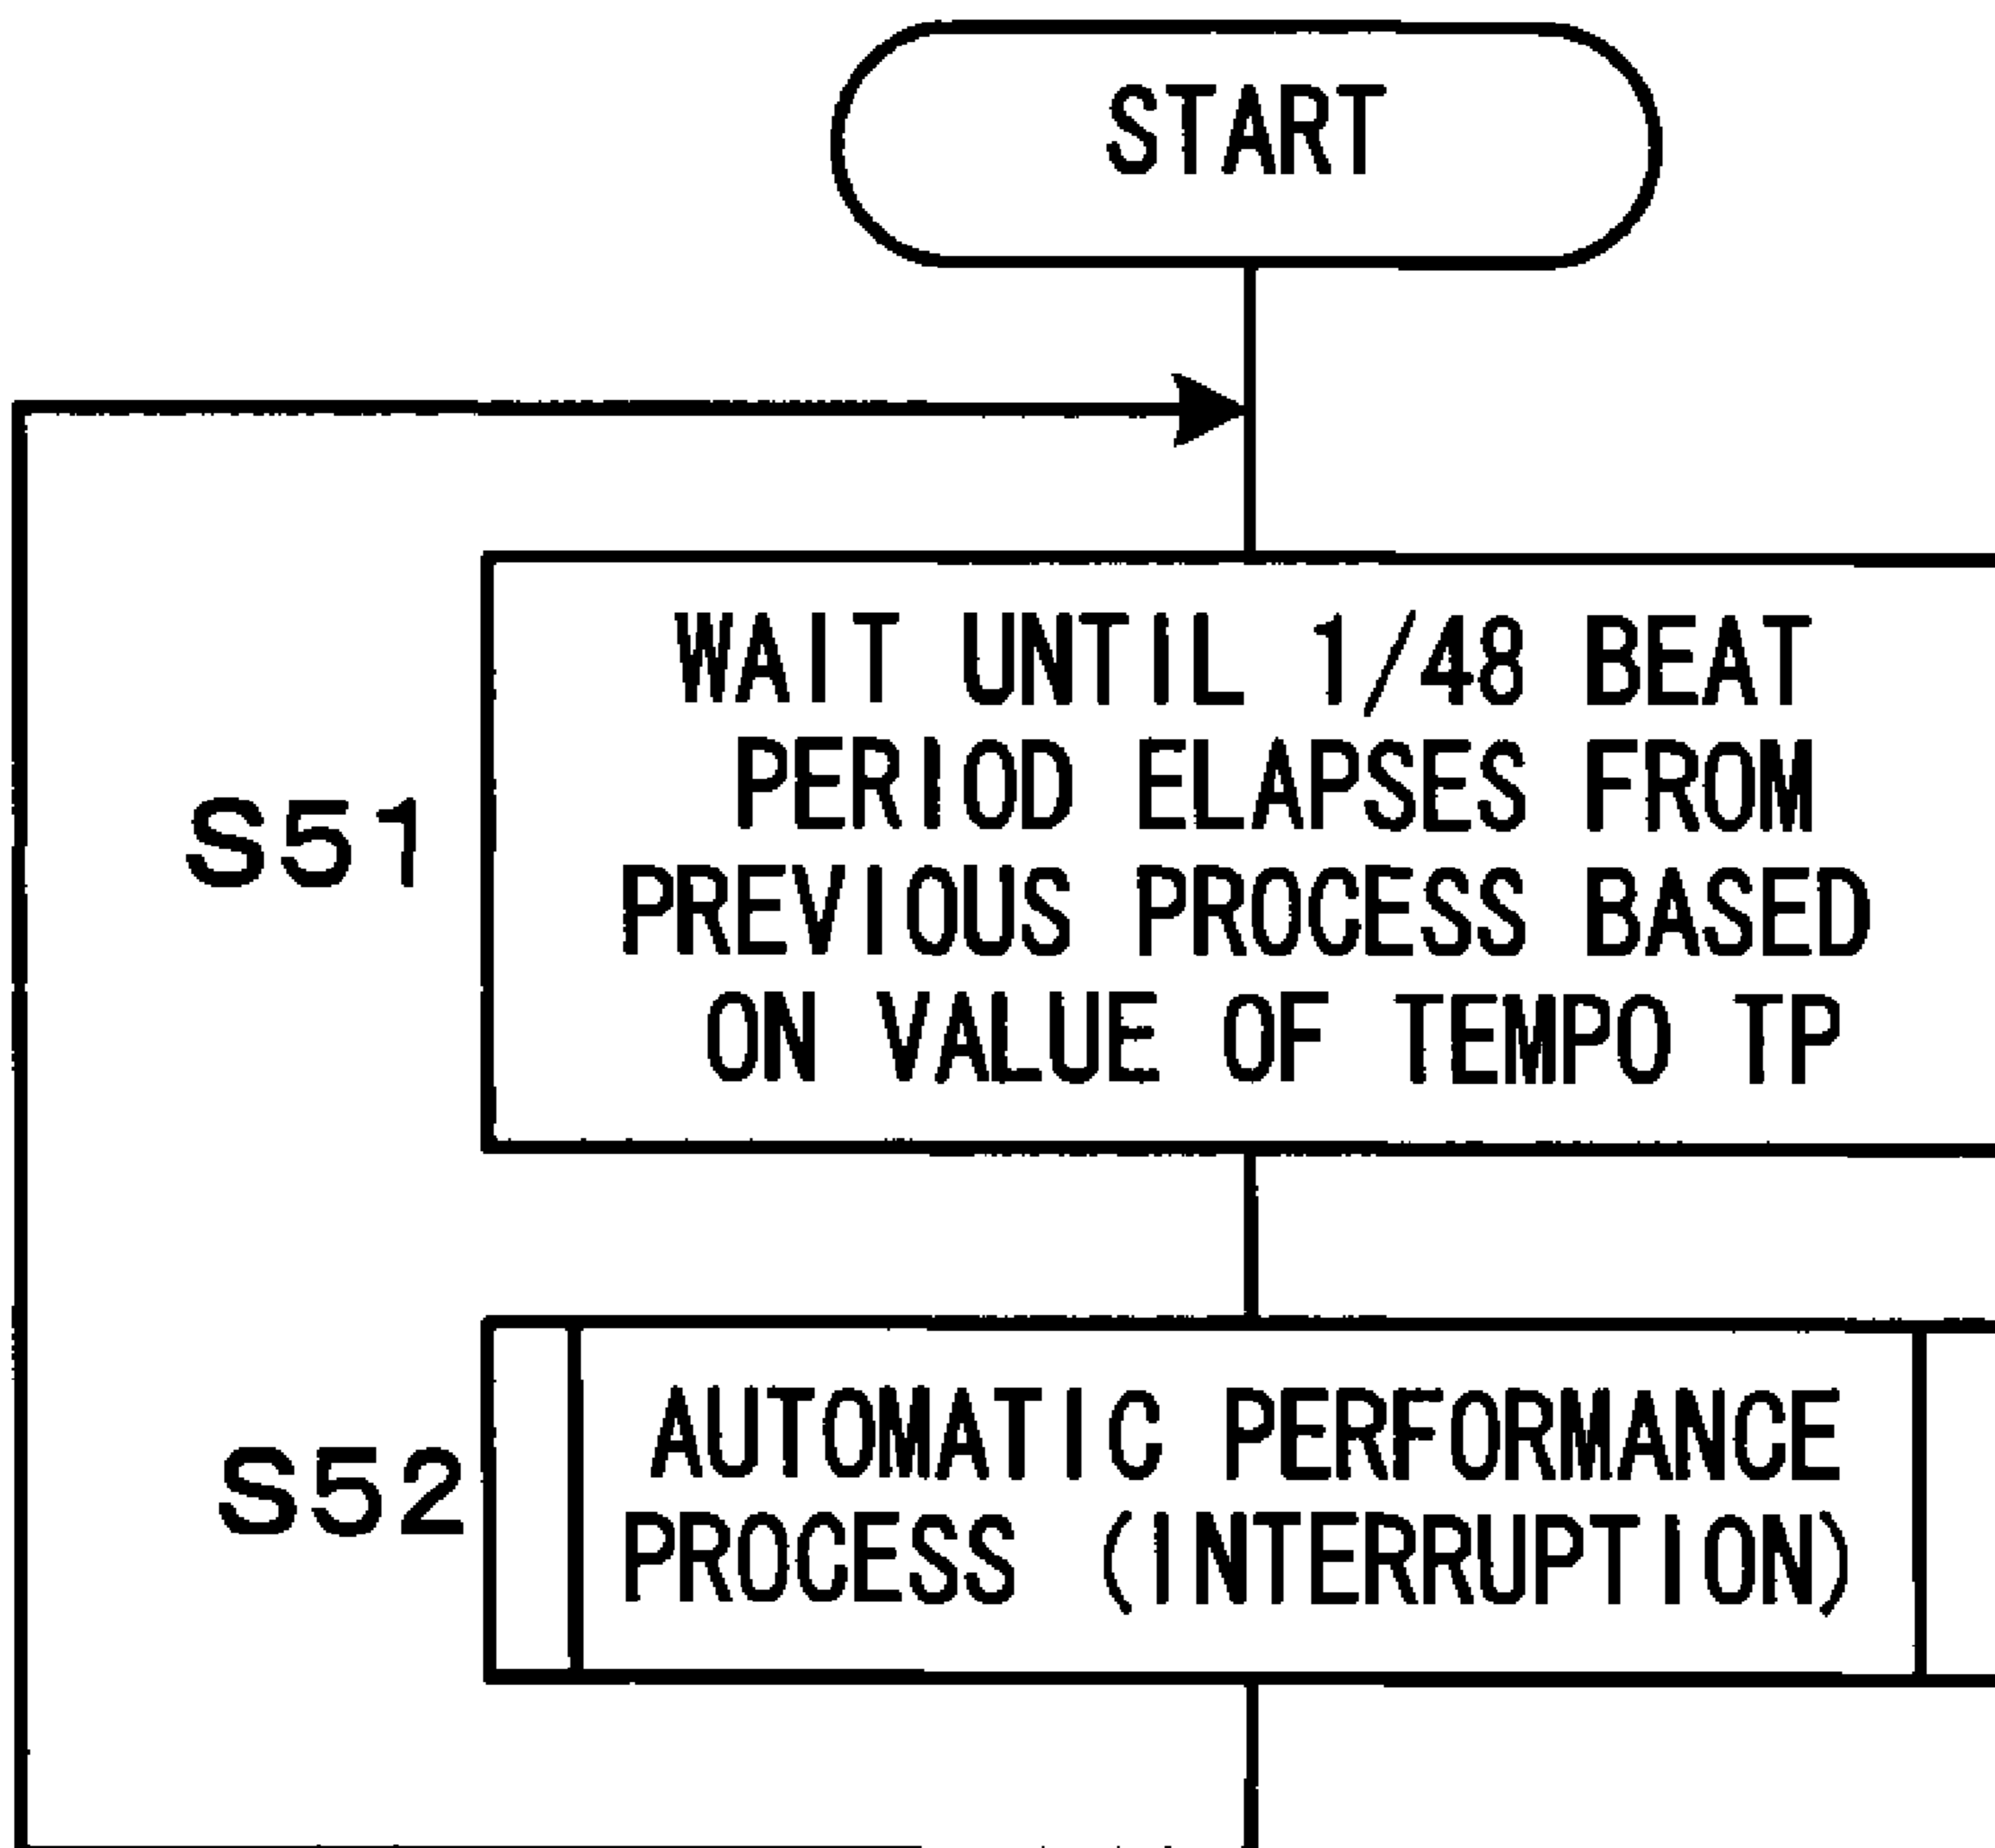 START
WAIT UNTIL 1/48 BEAT
PERIOD ELAPSES FROM
S51
PREVIOUS PROCESS BASED
ON VALUE OF TEMPO TP
AUTOMATIC PERFORMANCE
S52
PROCESS (INTERRUPTION)